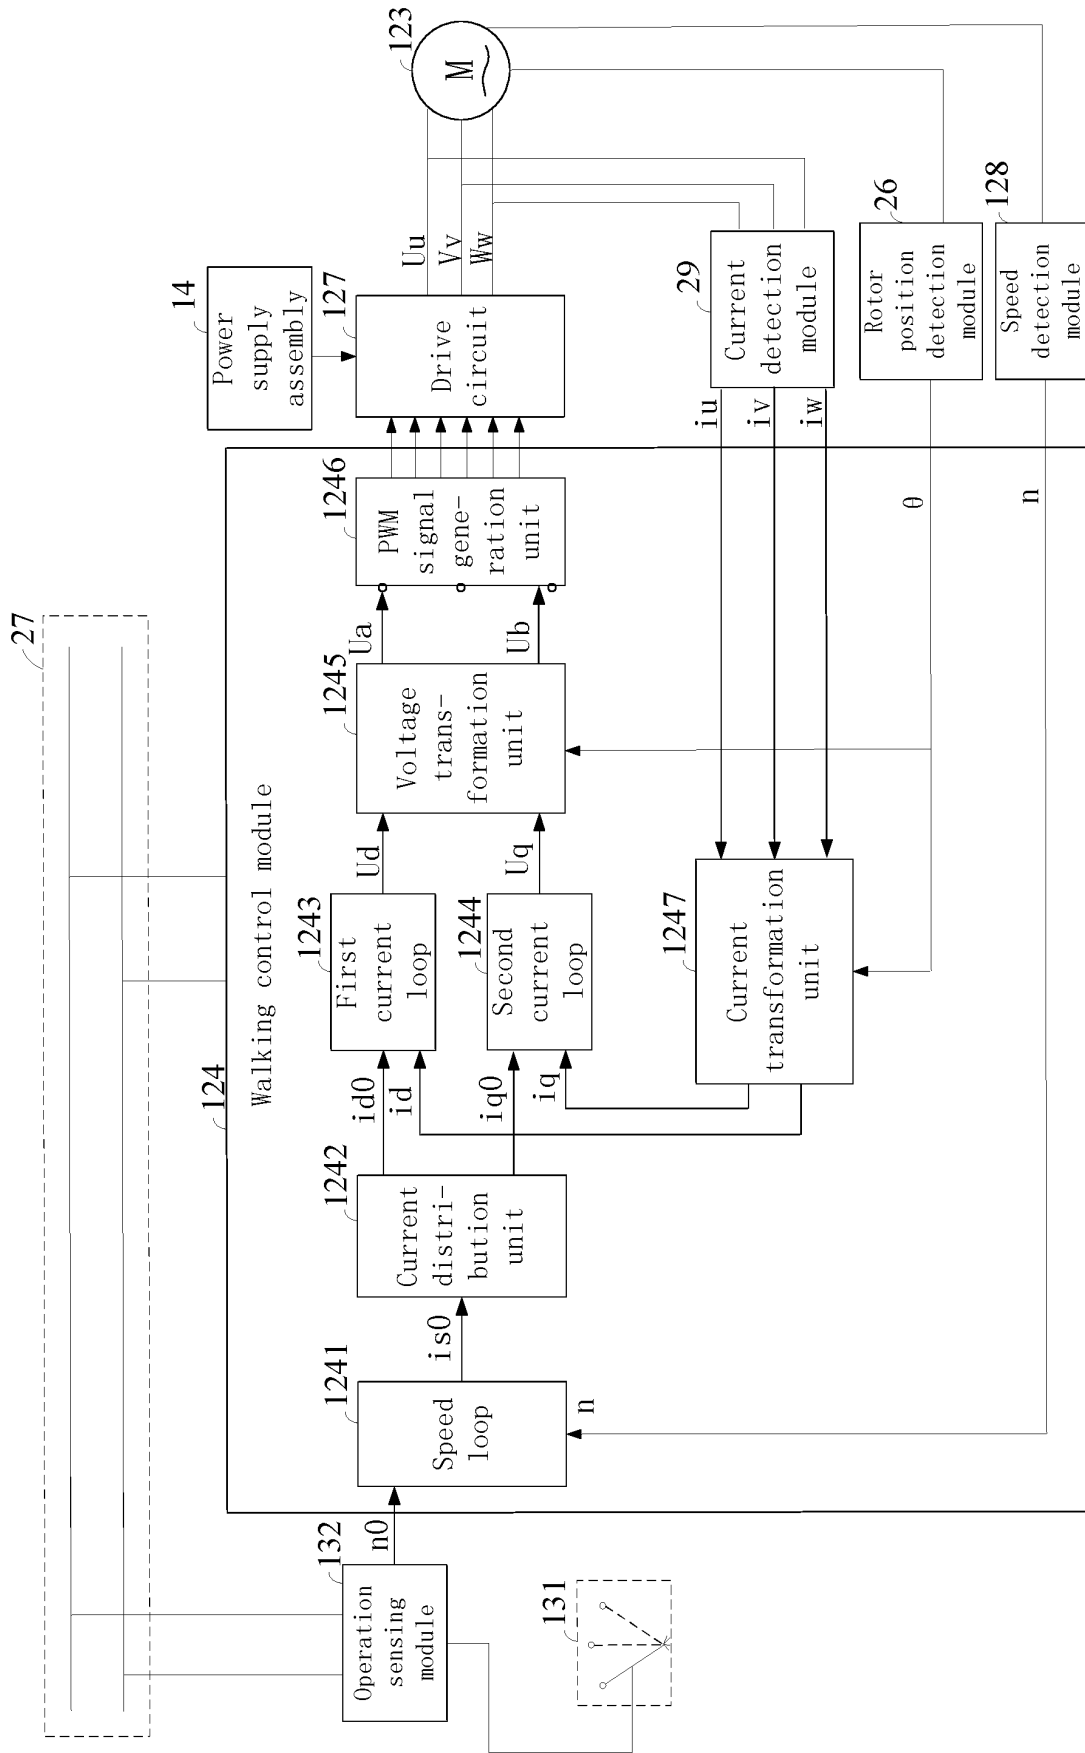 27
124
Walking control module
14
Power
supply
assembly
123
M
132
Operation
sensing
module
n0
131
1241
Speed
loop
n
is0
1242
Current
distri-
bution
unit
id0
id
iq0
iq
1243
First
current
loop
1244
Second
current
loop
Ud
Uq
1245
Voltage
trans-
formation
unit
Ua
Ub
1246
PWM
signal
gene-
ration
unit
127
Drive
circuit
Uu
Vv
Ww
1247
Current
transformation
unit
iu
iv
iw
29
Current
detection
module
θ
26
Rotor
position
detection
module
n
128
Speed
detection
module